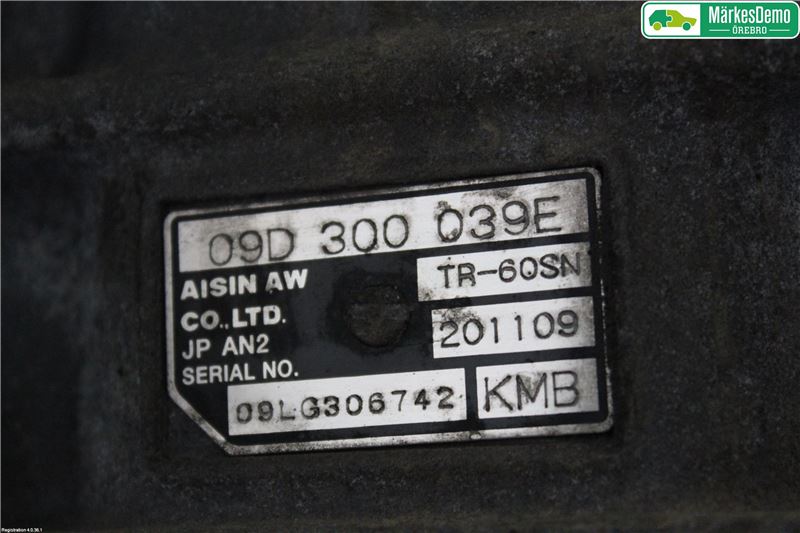 MärkesDemo
ÖREBRO
09D 300 039E
AISIN AW TR-60SN
CO.,LTD. 201109
JP AN2
SERIAL NO.
09LG306742 KMB
Registration 4.0.36.1